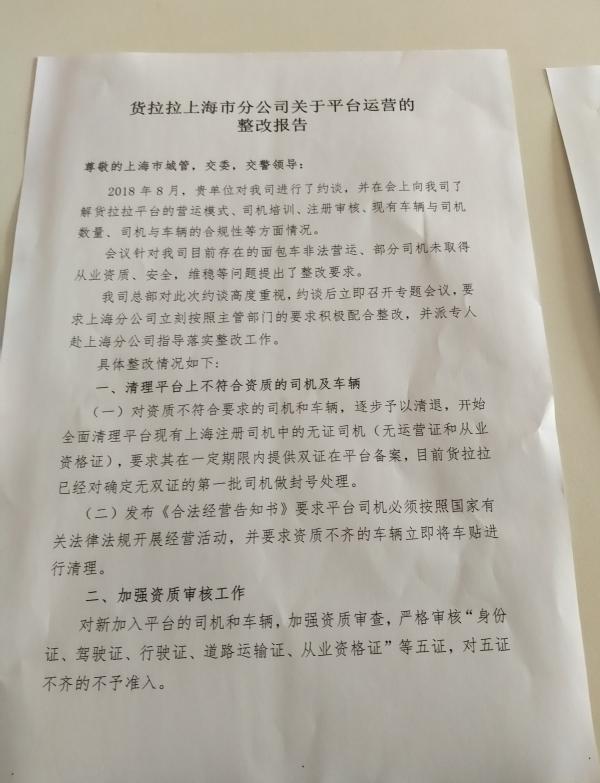 货拉拉上海市分公司关于平台运营的
整改报告
尊敬的上海市城管，交委，交警领导：
2018 年 8 月，贵单位对我司进行了约谈，并在会上向我司了
解货拉拉平台的营运模式、司机培训、注册审核、现有车辆与司机
数量、司机与车辆的合规性等方面情况。
会议针对我司目前存在的面包车非法营运、部分司机未取得
从业资质、安全，维稳等问题提出了整改要求。
我司总部对此次约谈高度重视，约谈后立即召开专题会议，要
求上海分公司立刻按照主管部门的要求积极配合整改，并派专人
赴上海分公司指导落实整改工作。
具体整改情况如下：
一、清理平台上不符合资质的司机及车辆
（一）对资质不符合要求的司机和车辆，逐步予以清退，开始
全面清理平台现有上海注册司机中的无证司机（无运营证和从业
资格证），要求其在一定期限内提供双证在平台备案，目前货拉拉
已经对确定无双证的第一批司机做封号处理。
（二）发布《合法经营告知书》要求平台司机必须按照国家有
关法律法规开展经营活动，并要求资质不齐的车辆立即将车贴进
行清理。
二、加强资质审核工作
对新加入平台的司机和车辆，加强资质审查，严格审核“身份
证、驾驶证、行驶证、道路运输证、从业资格证”等五证，对五证
不齐的不予准入。